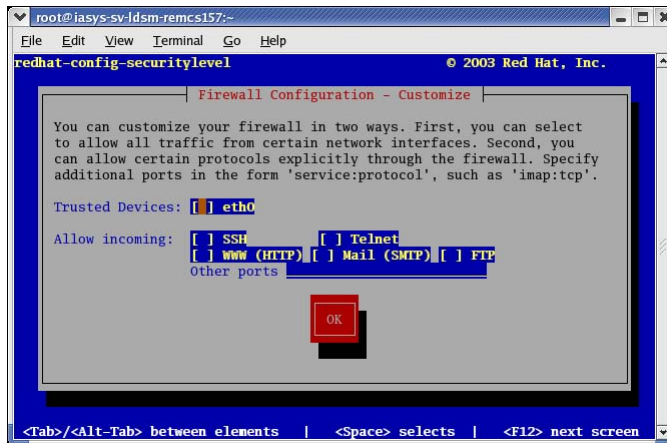 root@iasys-sv-ldsm-remcs157:~
File Edit View Terminal Go Help
redhat-config-securitylevel © 2003 Red Hat, Inc.
Firewall Configuration - Customize
You can customize your firewall in two ways. First, you can select
to allow all traffic from certain network interfaces. Second, you
can allow certain protocols explicitly through the firewall. Specify
additional ports in the form 'service:protocol', such as 'imap:tcp'.
Trusted Devices: [ ] eth0
Allow incoming: [ ] SSH [ ] Telnet
[ ] WWW (HTTP) [ ] Mail (SMTP) [ ] FTP
Other ports
OK
<Tab>/<Alt-Tab> between elements | <Space> selects | <F12> next screen